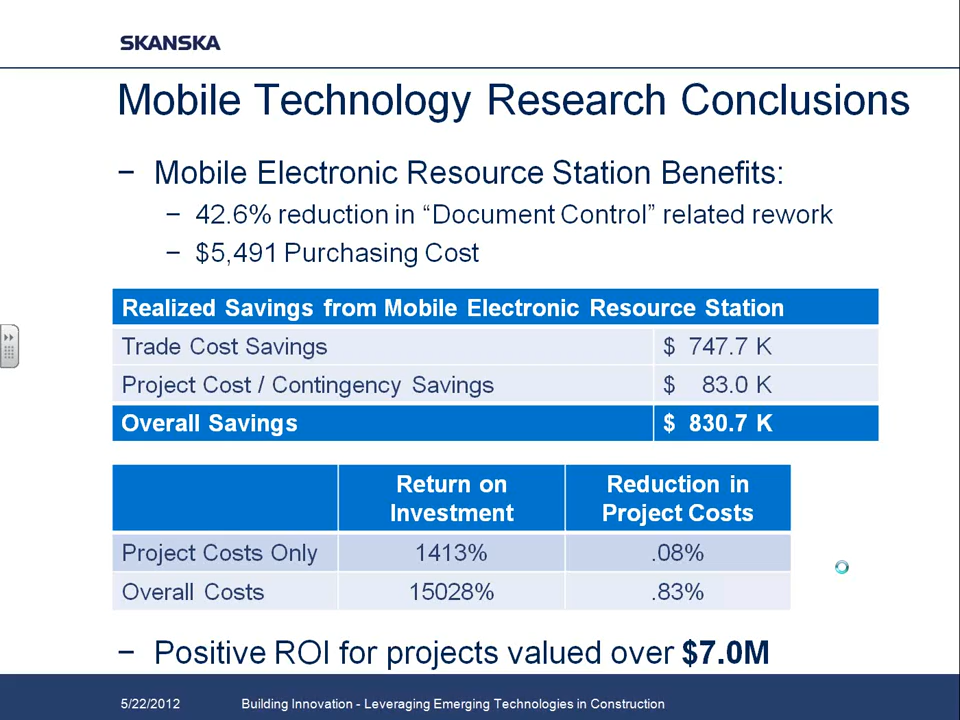 SKANSKA
Mobile Technology Research Conclusions
− Mobile Electronic Resource Station Benefits:
− 42.6% reduction in “Document Control” related rework
− $5,491 Purchasing Cost
Realized Savings from Mobile Electronic Resource Station
Trade Cost Savings $ 747.7 K
Project Cost / Contingency Savings $ 83.0 K
Overall Savings $ 830.7 K
Return on Reduction in
Investment Project Costs
Project Costs Only 1413% .08%
Overall Costs 15028% .83%
− Positive ROI for projects valued over $7.0M
5/22/2012 Building Innovation - Leveraging Emerging Technologies in Construction